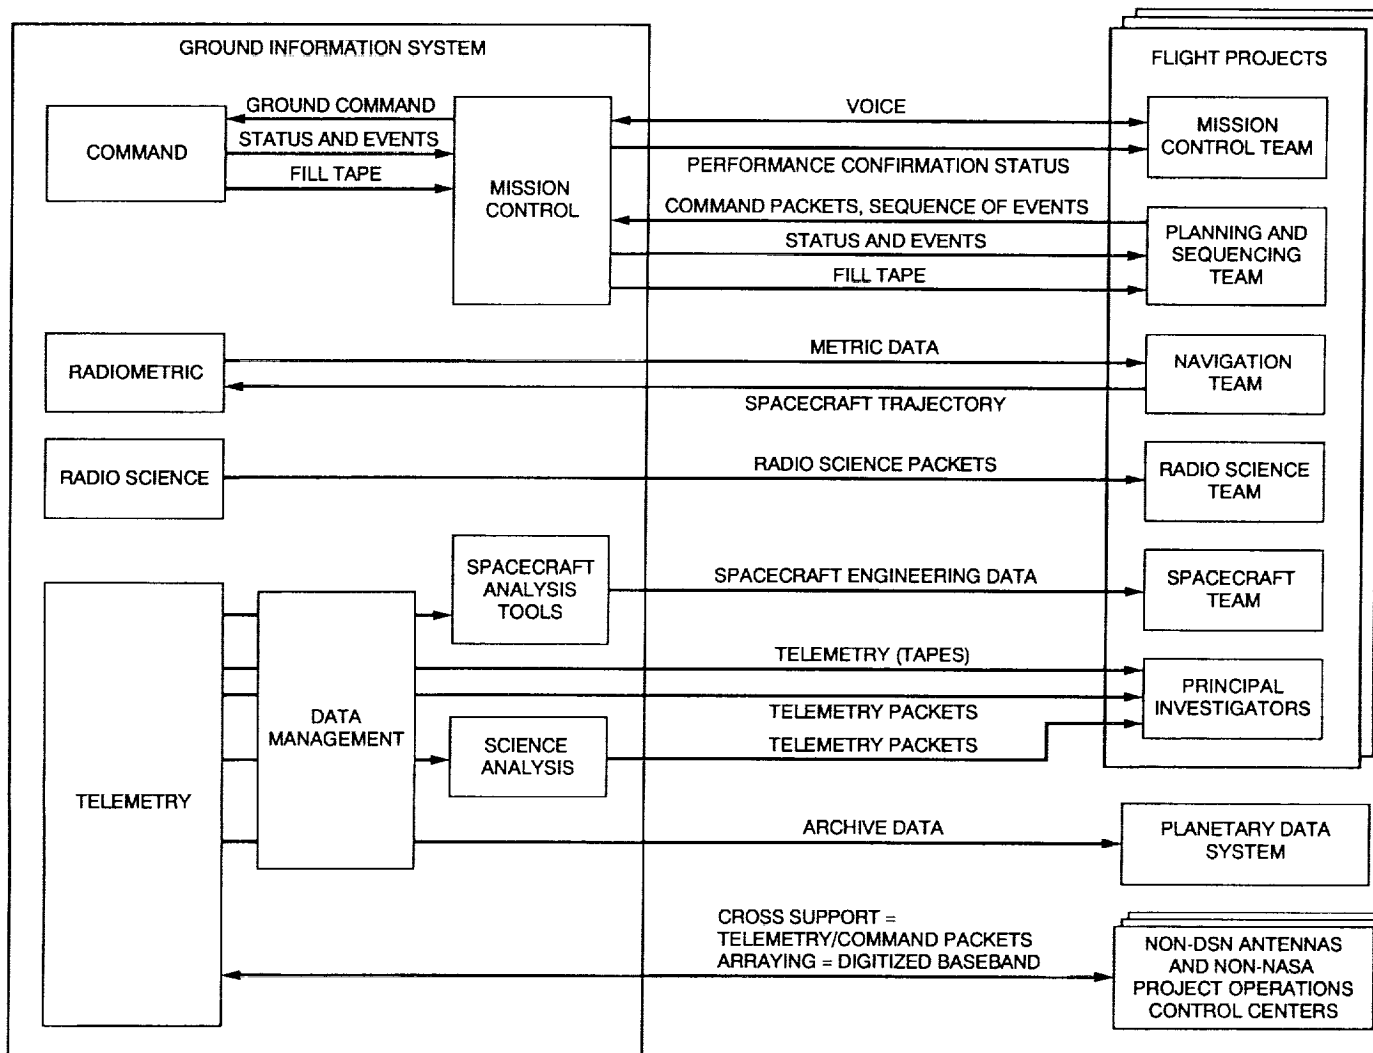 GROUND INFORMATION SYSTEM
FLIGHT PROJECTS
GROUND COMMAND
COMMAND
STATUS AND EVENTS
FILL TAPE
MISSION
CONTROL
VOICE
PERFORMANCE CONFIRMATION STATUS
MISSION
CONTROL TEAM
COMMAND PACKETS, SEQUENCE OF EVENTS
STATUS AND EVENTS
FILL TAPE
PLANNING AND
SEQUENCING
TEAM
RADIOMETRIC
METRIC DATA
SPACECRAFT TRAJECTORY
NAVIGATION
TEAM
RADIO SCIENCE
RADIO SCIENCE PACKETS
RADIO SCIENCE
TEAM
SPACECRAFT
ANALYSIS
TOOLS
SPACECRAFT ENGINEERING DATA
SPACECRAFT
TEAM
TELEMETRY
DATA
MANAGEMENT
TELEMETRY (TAPES)
TELEMETRY PACKETS
PRINCIPAL
INVESTIGATORS
SCIENCE
ANALYSIS
TELEMETRY PACKETS
ARCHIVE DATA
PLANETARY DATA
SYSTEM
CROSS SUPPORT =
TELEMETRY/COMMAND PACKETS
ARRAYING = DIGITIZED BASEBAND
NON-DSN ANTENNAS
AND NON-NASA
PROJECT OPERATIONS
CONTROL CENTERS